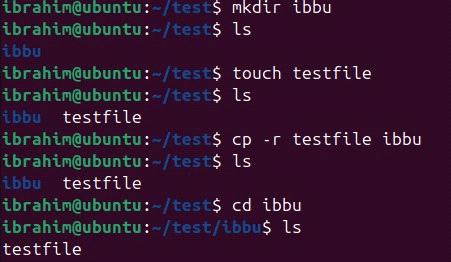 ibrahim@ubuntu:~/test$ mkdir ibbu
ibrahim@ubuntu:~/test$ ls
ibbu
ibrahim@ubuntu:~/test$ touch testfile
ibrahim@ubuntu:~/test$ ls
ibbu  testfile
ibrahim@ubuntu:~/test$ cp -r testfile ibbu
ibrahim@ubuntu:~/test$ ls
ibbu  testfile
ibrahim@ubuntu:~/test$ cd ibbu
ibrahim@ubuntu:~/test/ibbu$ ls
testfile